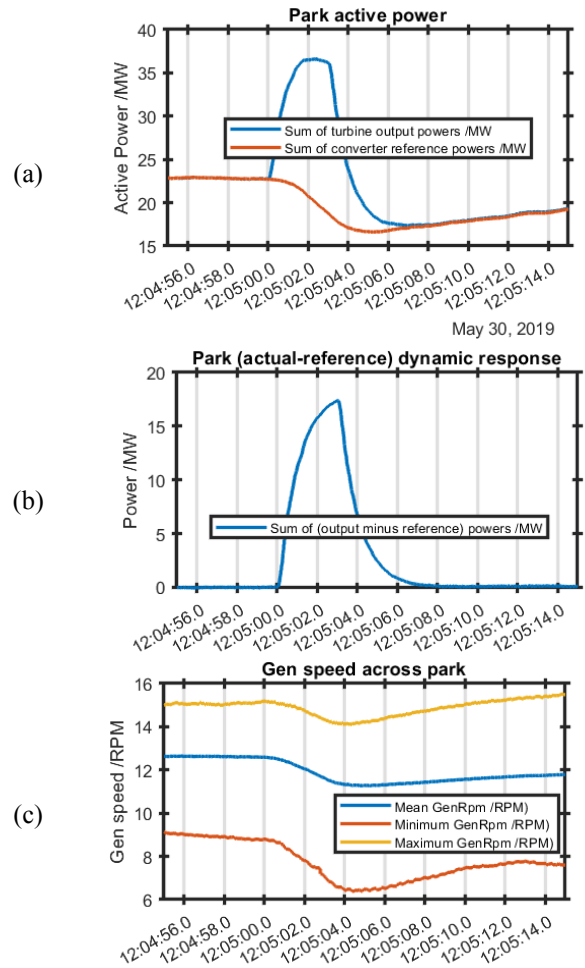 Park active power
40
35
30
25
20
15
Active Power /MW
Sum of turbine output powers /MW
Sum of converter reference powers /MW
(a)
12:04:56.0
12:04:58.0
12:05:00.0
12:05:02.0
12:05:04.0
12:05:06.0
12:05:08.0
12:05:10.0
12:05:12.0
12:05:14.0
May 30, 2019
Park (actual-reference) dynamic response
20
15
10
5
0
Power /MW
Sum of (output minus reference) powers /MW
(b)
12:04:56.0
12:04:58.0
12:05:00.0
12:05:02.0
12:05:04.0
12:05:06.0
12:05:08.0
12:05:10.0
12:05:12.0
12:05:14.0
Gen speed across park
16
14
12
10
8
6
Gen speed /RPM
Mean GenRpm /RPM)
Minimum GenRpm /RPM)
Maximum GenRpm /RPM)
(c)
12:04:56.0
12:04:58.0
12:05:00.0
12:05:02.0
12:05:04.0
12:05:06.0
12:05:08.0
12:05:10.0
12:05:12.0
12:05:14.0